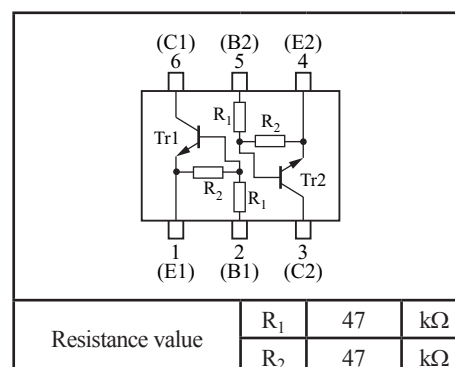 (C1) (B2) (E2)
6 5 4
R1
R2
Tr1
Tr2
R2
R1
1 2 3
(E1) (B1) (C2)
Resistance value
R1 47 kΩ
R2 47 kΩ